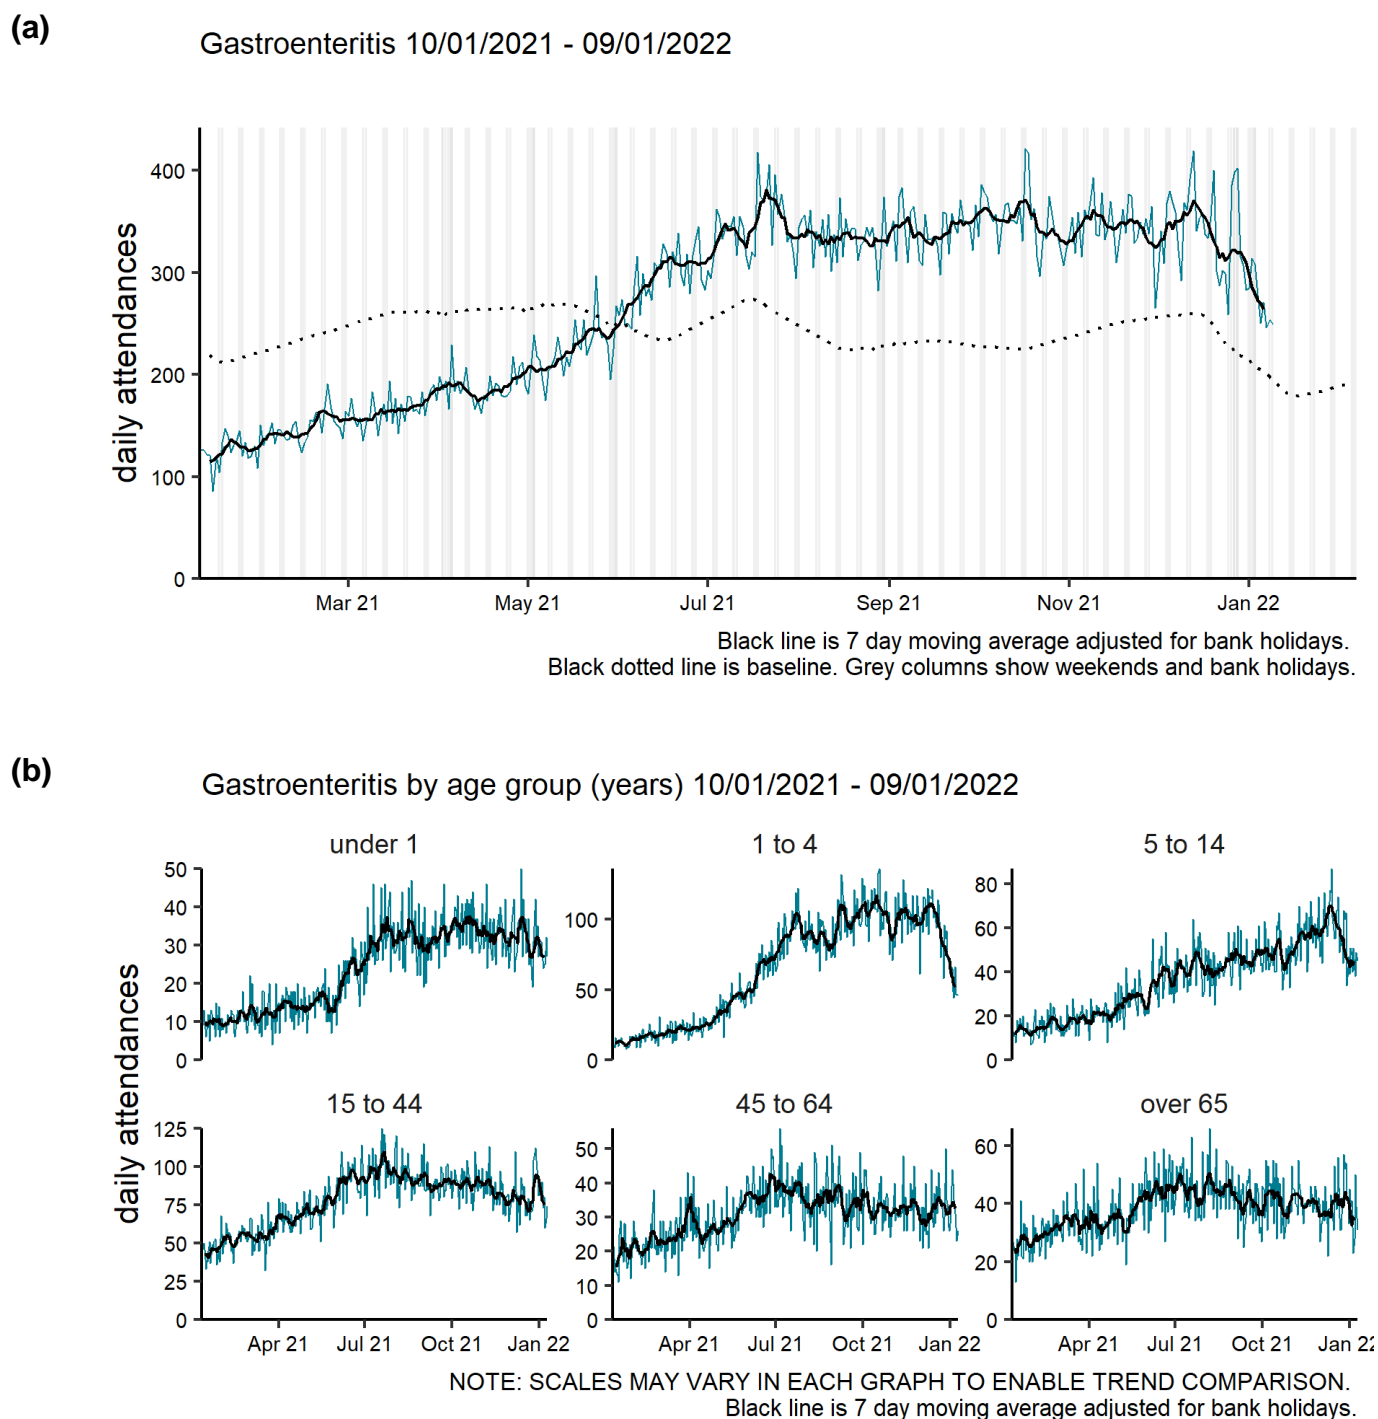 (a)
Gastroenteritis 10/01/2021 - 09/01/2022
400
300
200
100
0
daily attendances
Mar 21 May 21 Jul 21 Sep 21 Nov 21 Jan 22
Black line is 7 day moving average adjusted for bank holidays.
Black dotted line is baseline. Grey columns show weekends and bank holidays.
(b)
Gastroenteritis by age group (years) 10/01/2021 - 09/01/2022
daily attendances
under 1
50
40
30
20
10
0
1 to 4
100
50
0
5 to 14
80
60
40
20
0
15 to 44
125
100
75
50
25
0
Apr 21 Jul 21 Oct 21 Jan 22
45 to 64
50
40
30
20
10
0
Apr 21 Jul 21 Oct 21 Jan 22
over 65
60
40
20
0
Apr 21 Jul 21 Oct 21 Jan 22
NOTE: SCALES MAY VARY IN EACH GRAPH TO ENABLE TREND COMPARISON.
Black line is 7 day moving average adjusted for bank holidays.